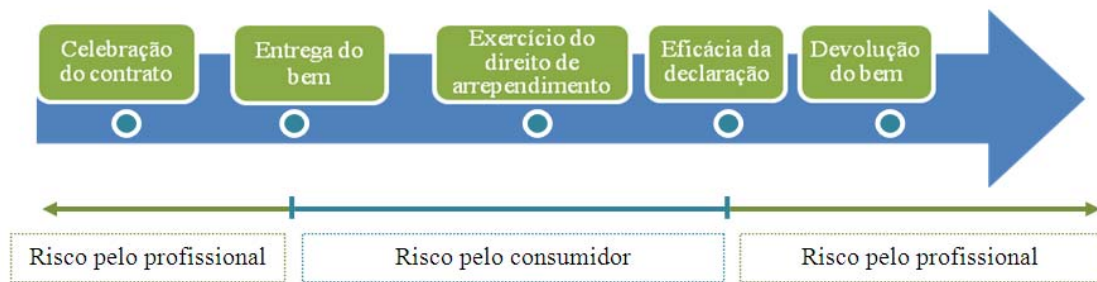 Celebração
do contrato
Entrega do
bem
Exercício do
direito de
arrependimento
Eficácia da
declaração
Devolução
do bem
Risco pelo profissional
Risco pelo consumidor
Risco pelo profissional